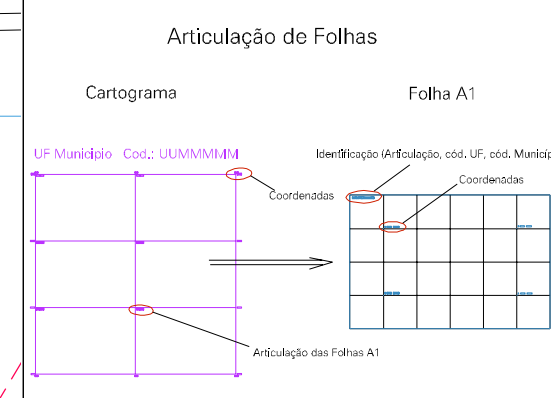 Articulação de Folhas
Cartograma
Folha A1
UF Municipio Cod.: UUMMMMM
Identificação (Articulação, cód. UF, cód. Municíp
Coordenadas
Coordenadas
Articulação das Folhas A1